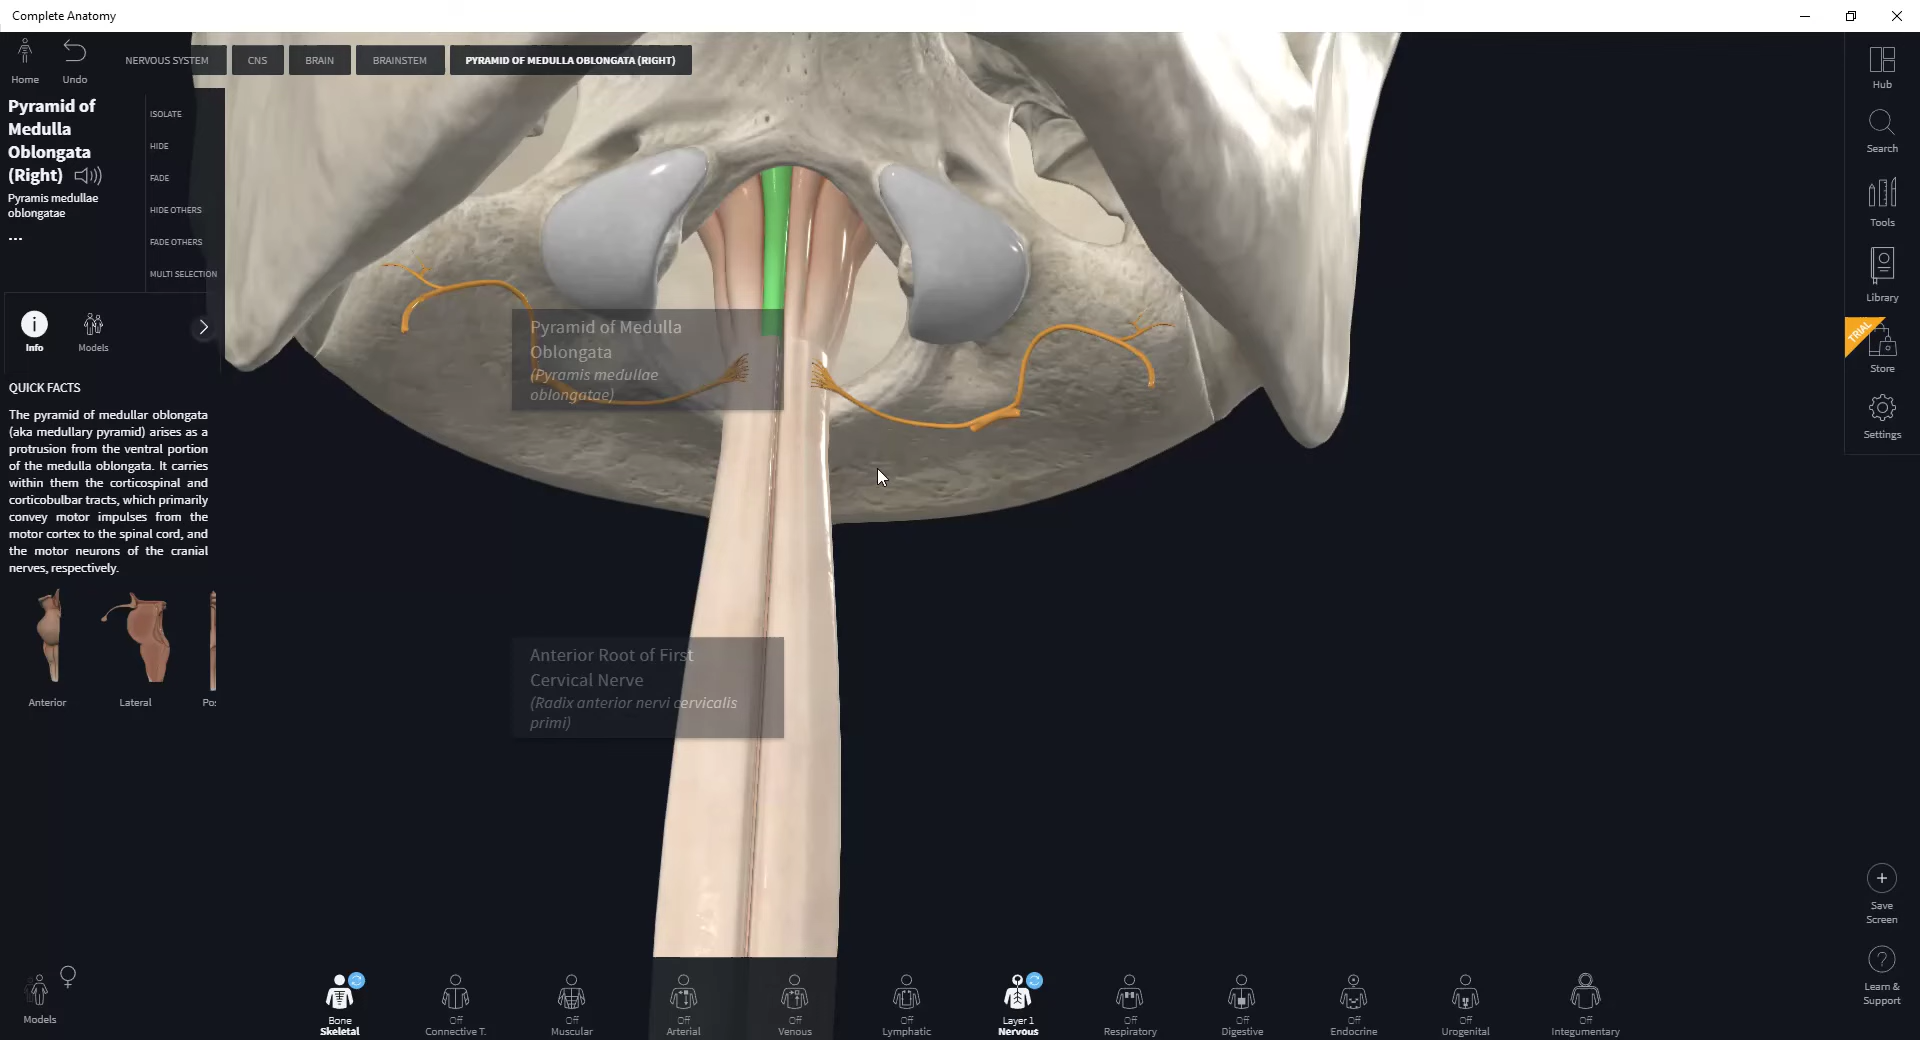 Complete Anatomy
Home
Undo
NERVOUS SYSTEM
CNS
BRAIN
BRAINSTEM
PYRAMID OF MEDULLA OBLONGATA (RIGHT)
Pyramid of
Medulla
Oblongata
(Right)
Pyramis medullae
oblongatae
...
ISOLATE
HIDE
FADE
HIDE OTHERS
FADE OTHERS
MULTI SELECTION
Info
Models
QUICK FACTS
The pyramid of medullar oblongata
(aka medullary pyramid) arises as a
protrusion from the ventral portion
of the medulla oblongata. It carries
within them the corticospinal and
corticobulbar tracts, which primarily
convey motor impulses from the
motor cortex to the spinal cord, and
the motor neurons of the cranial
nerves, respectively.
Anterior
Lateral
Pos
Pyramid of Medulla
Oblongata
(Pyramis medullae
oblongatae)
Anterior Root of First
Cervical Nerve
(Radix anterior nervi cervicalis
primi)
Hub
Search
Tools
Library
TRIAL
Store
Settings
Save
Screen
Learn &
Support
Models
Bone
Skeletal
Off
Connective T.
Off
Muscular
Off
Arterial
Off
Venous
Off
Lymphatic
Layer 1
Nervous
Off
Respiratory
Off
Digestive
Off
Endocrine
Off
Urogenital
Off
Integumentary